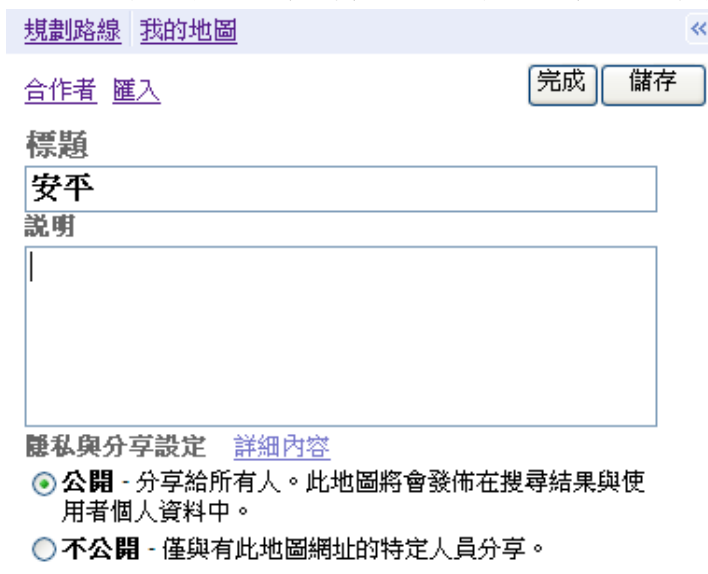 規劃路線 我的地圖 «
合作者 匯入 完成 儲存
標題
安平
說明
隱私與分享設定 詳細內容
公開 - 分享給所有人。此地圖將會發佈在搜尋結果與使
用者個人資料中。
不公開 - 僅與有此地圖網址的特定人員分享。